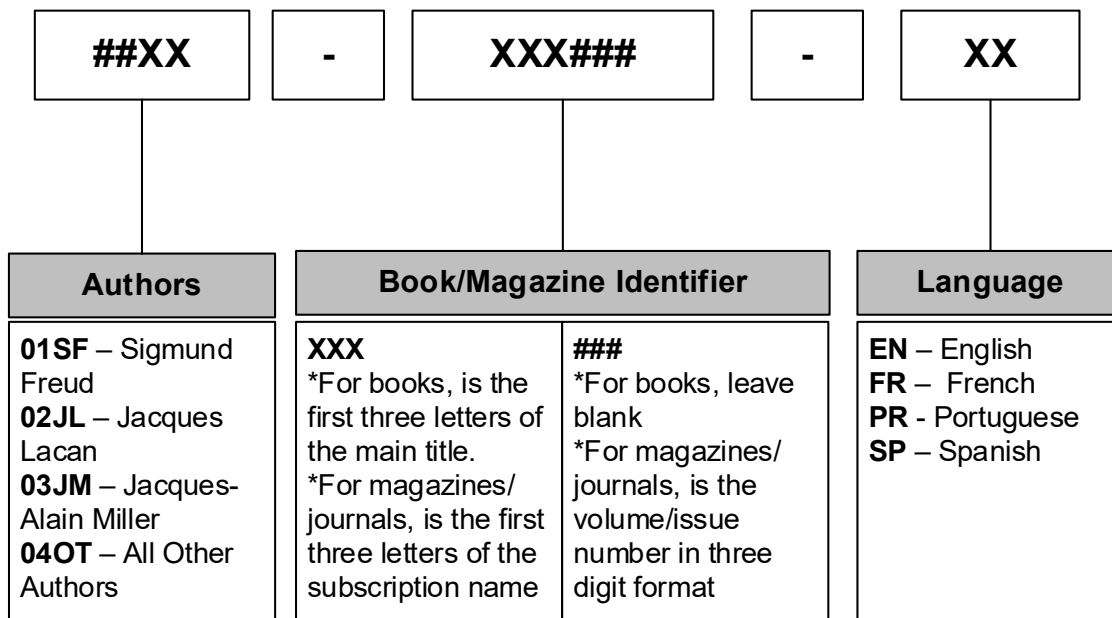 ##XX - XXX### - XX
Authors
01SF – Sigmund
Freud
02JL – Jacques
Lacan
03JM – Jacques-
Alain Miller
04OT – All Other
Authors
Book/Magazine Identifier
XXX
*For books, is the
first three letters of
the main title.
*For magazines/
journals, is the first
three letters of the
subscription name
###
*For books, leave
blank
*For magazines/
journals, is the
volume/issue
number in three
digit format
Language
EN – English
FR – French
PR - Portuguese
SP – Spanish